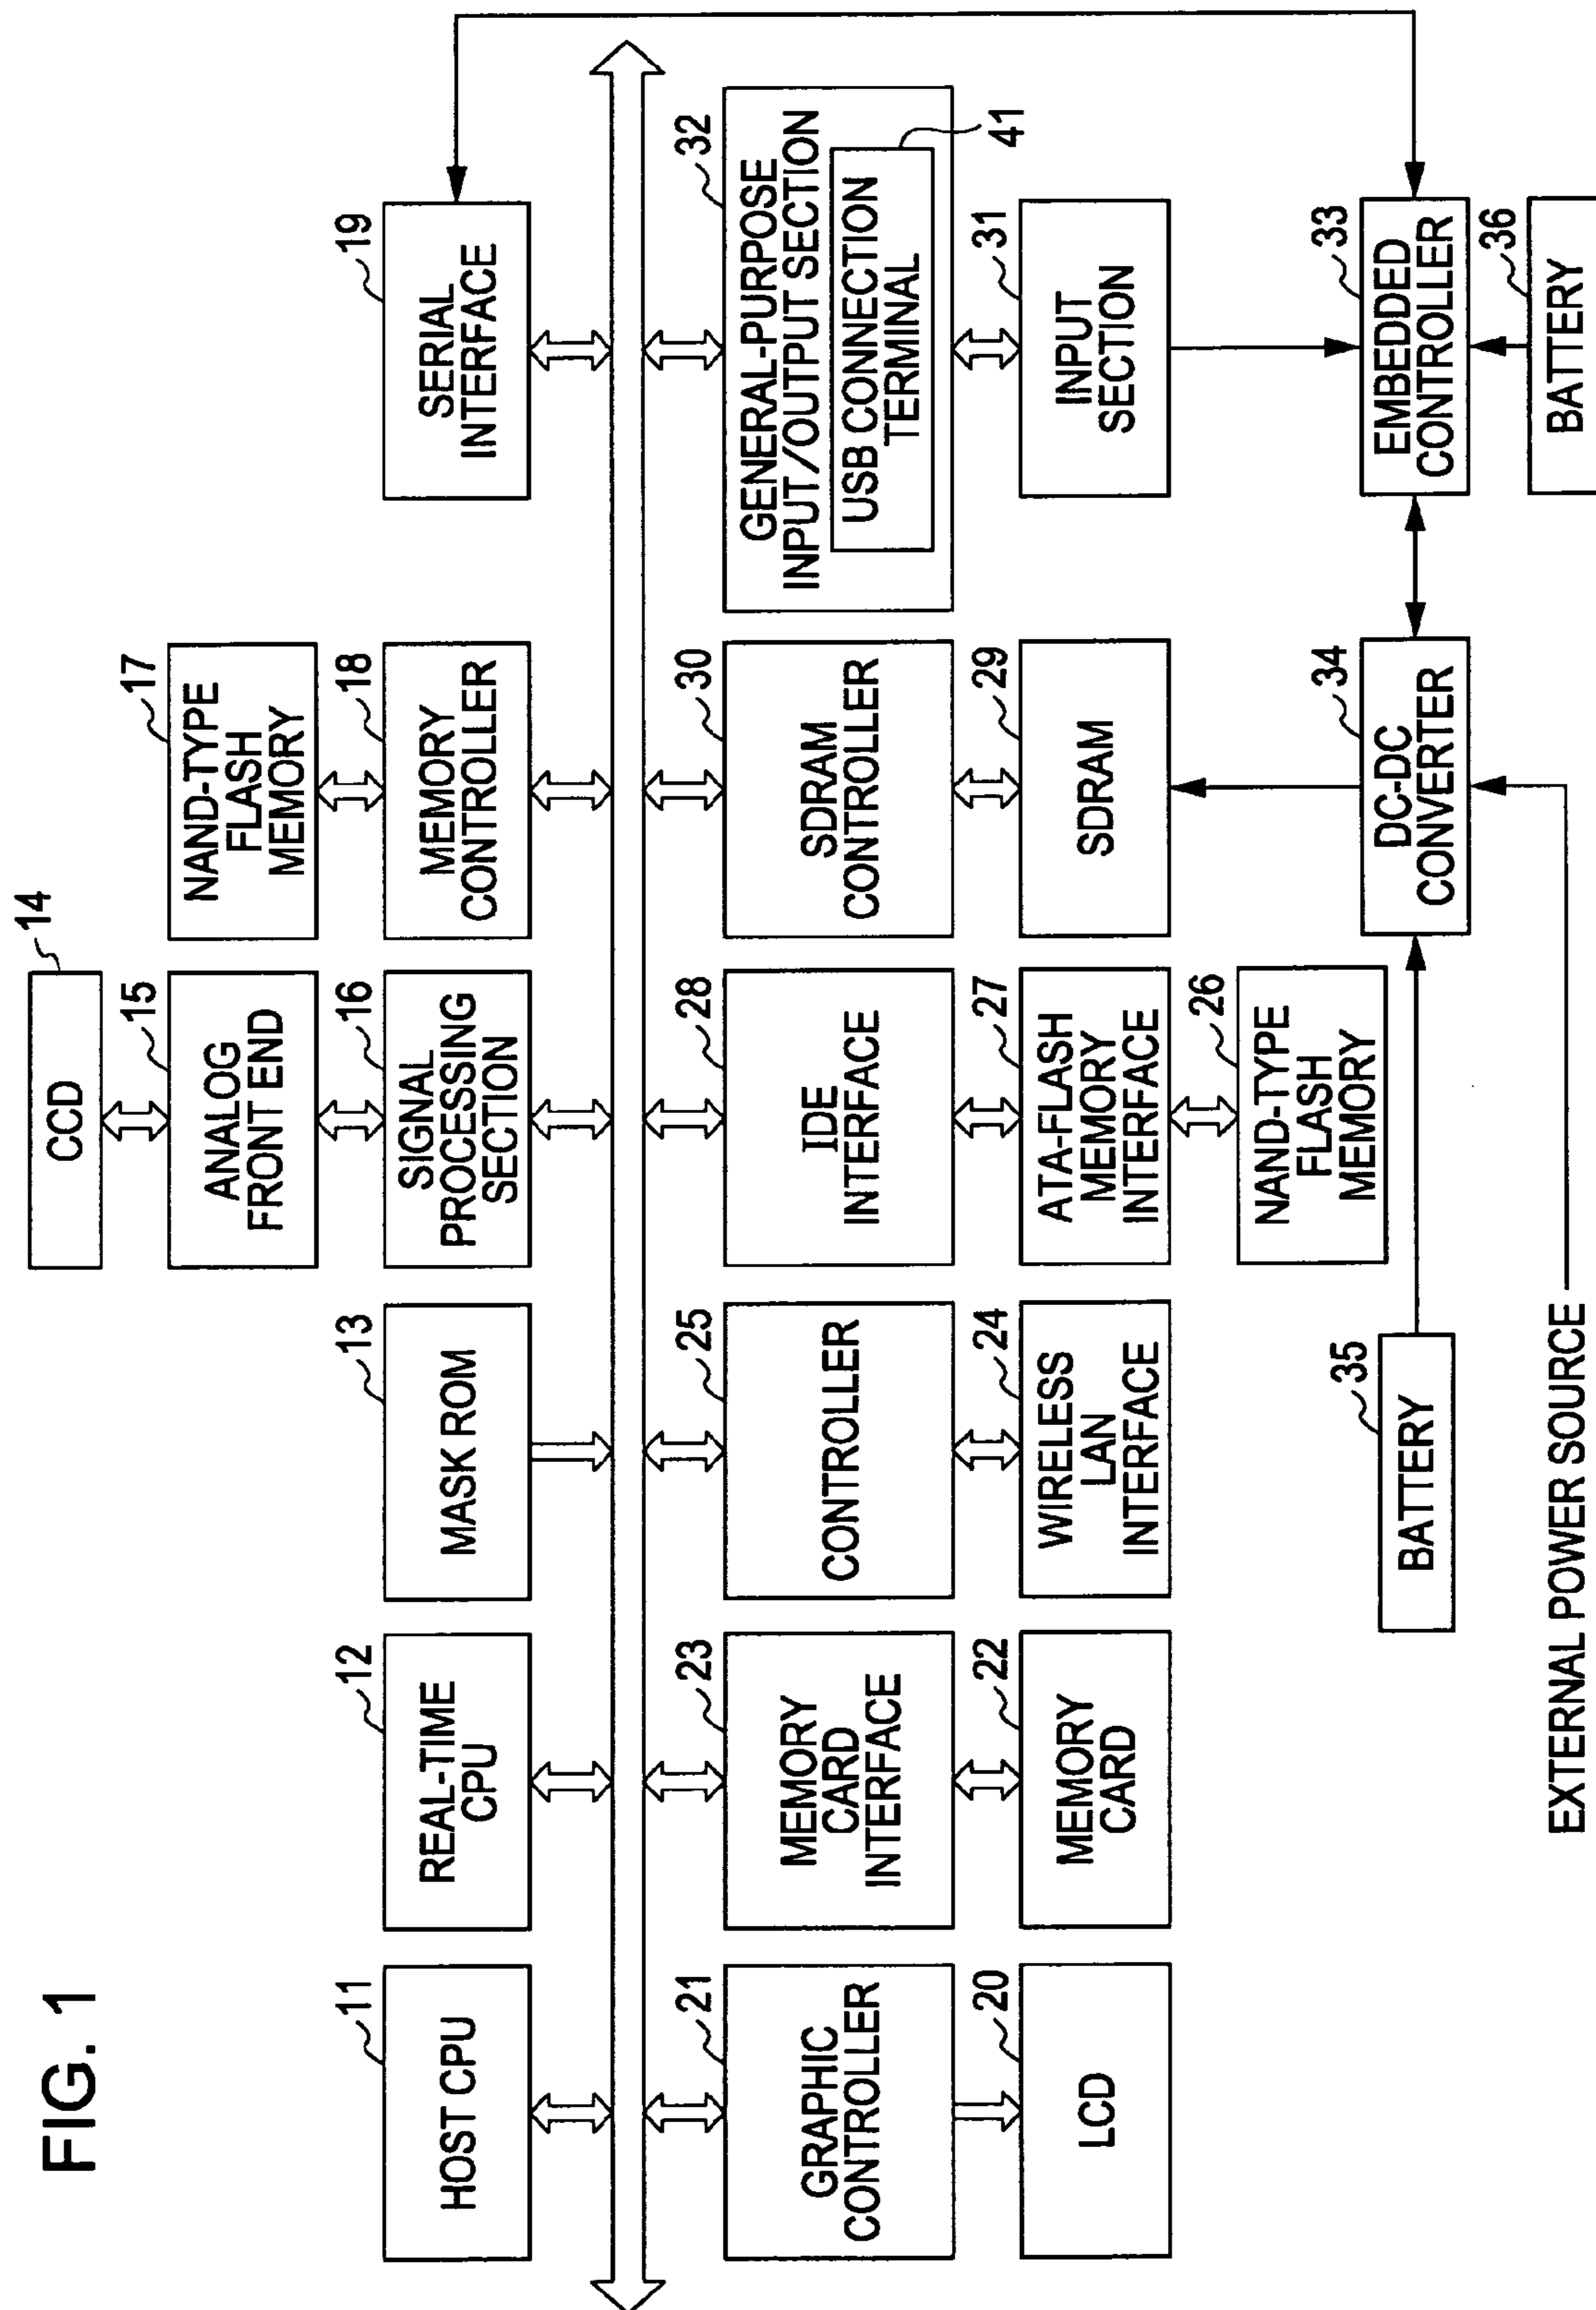 FIG. 1
14
CCD
15
ANALOG
FRONT END
17
NAND-TYPE
FLASH
MEMORY
11
HOST CPU
12
REAL-TIME
CPU
13
MASK ROM
16
SIGNAL
PROCESSING
SECTION
18
MEMORY
CONTROLLER
19
SERIAL
INTERFACE
21
GRAPHIC
CONTROLLER
23
MEMORY
CARD
INTERFACE
25
CONTROLLER
28
IDE
INTERFACE
30
SDRAM
CONTROLLER
32
GENERAL-PURPOSE
INPUT/OUTPUT SECTION
USB CONNECTION
TERMINAL
41
20
LCD
22
MEMORY
CARD
24
WIRELESS
LAN
INTERFACE
27
ATA-FLASH
MEMORY
INTERFACE
29
SDRAM
31
INPUT
SECTION
26
NAND-TYPE
FLASH
MEMORY
35
BATTERY
34
DC-DC
CONVERTER
33
EMBEDDED
CONTROLLER
36
BATTERY
EXTERNAL POWER SOURCE